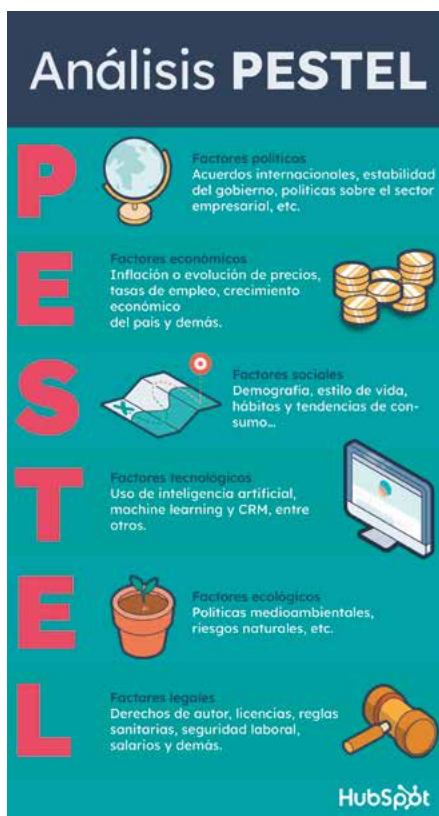 Análisis PESTEL
P
Factores políticos
Acuerdos internacionales, estabilidad
del gobierno, políticas sobre el sector
empresarial, etc.
E
Factores económicos
Inflación o evolución de precios,
tasas de empleo, crecimiento
económico
del país y demás.
S
Factores sociales
Demografía, estilo de vida,
hábitos y tendencias de con-
sumo...
T
Factores tecnológicos
Uso de inteligencia artificial,
machine learning y CRM, entre
otros.
E
Factores ecológicos
Políticas medioambientales,
riesgos naturales, etc.
L
Factores legales
Derechos de autor, licencias, reglas
sanitarias, seguridad laboral,
salarios y demás.
HubSpot